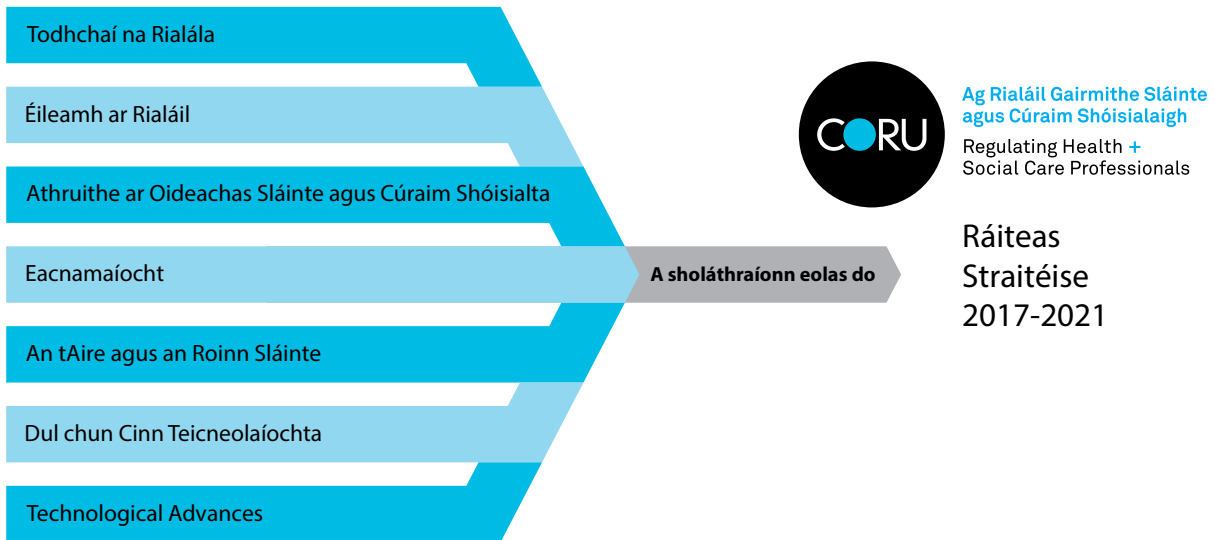 Todhchaí na Rialála
Éileamh ar Rialáil
Athruithe ar Oideachas Sláinte agus Cúraim Shóisialta
Eacnamaíocht
An tAire agus an Roinn Sláinte
Dul chun Cinn Teicneolaíochta
Technological Advances
A sholáthraíonn eolas do
CORU
Ag Rialáil Gairmithe Sláinte
agus Cúraim Shóisialaigh
Regulating Health +
Social Care Professionals
Ráiteas
Straitéise
2017-2021